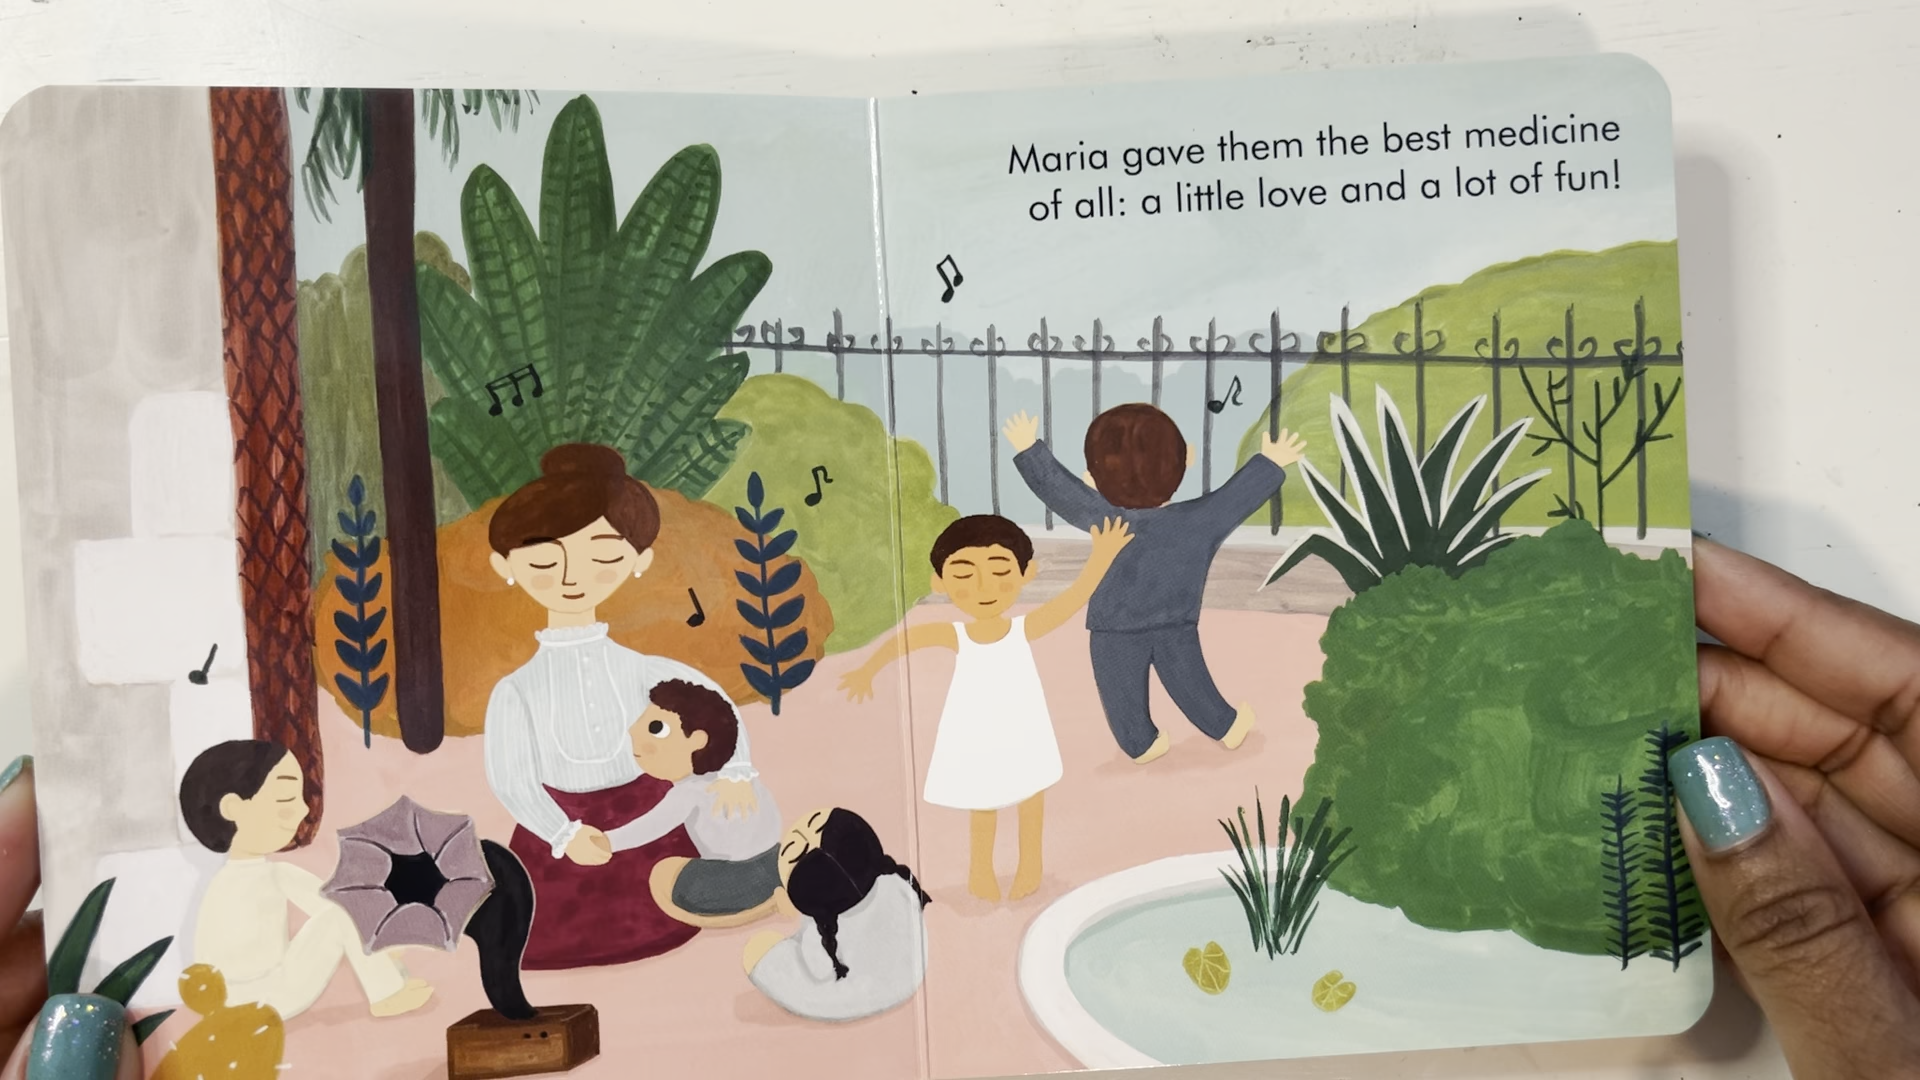 Maria gave them the best medicine
of all: a little love and a lot of fun!